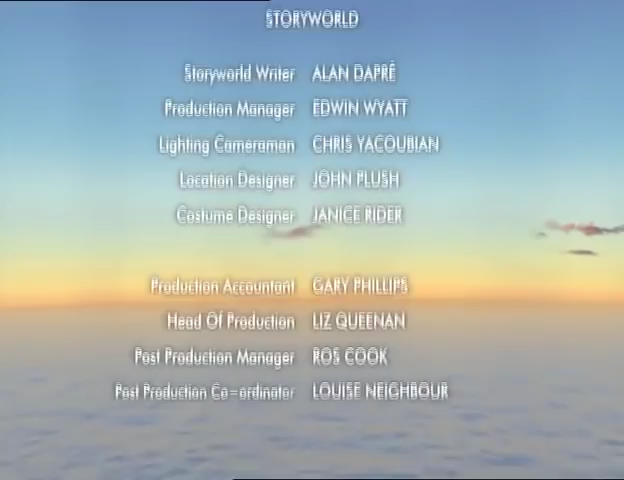 STORYWORLD
Storyworld Writer ALAN DAPRÉ
Production Manager EDWIN WYATT
Lighting Cameraman CHRIS YACOUBIAN
Location Designer JOHN PLUSH
Costume Designer JANICE RIDER
Production Accountant GARY PHILLIPS
Head Of Production LIZ QUEENAN
Post Production Manager ROS COOK
Post Production Co-ordinator LOUISE NEIGHBOUR